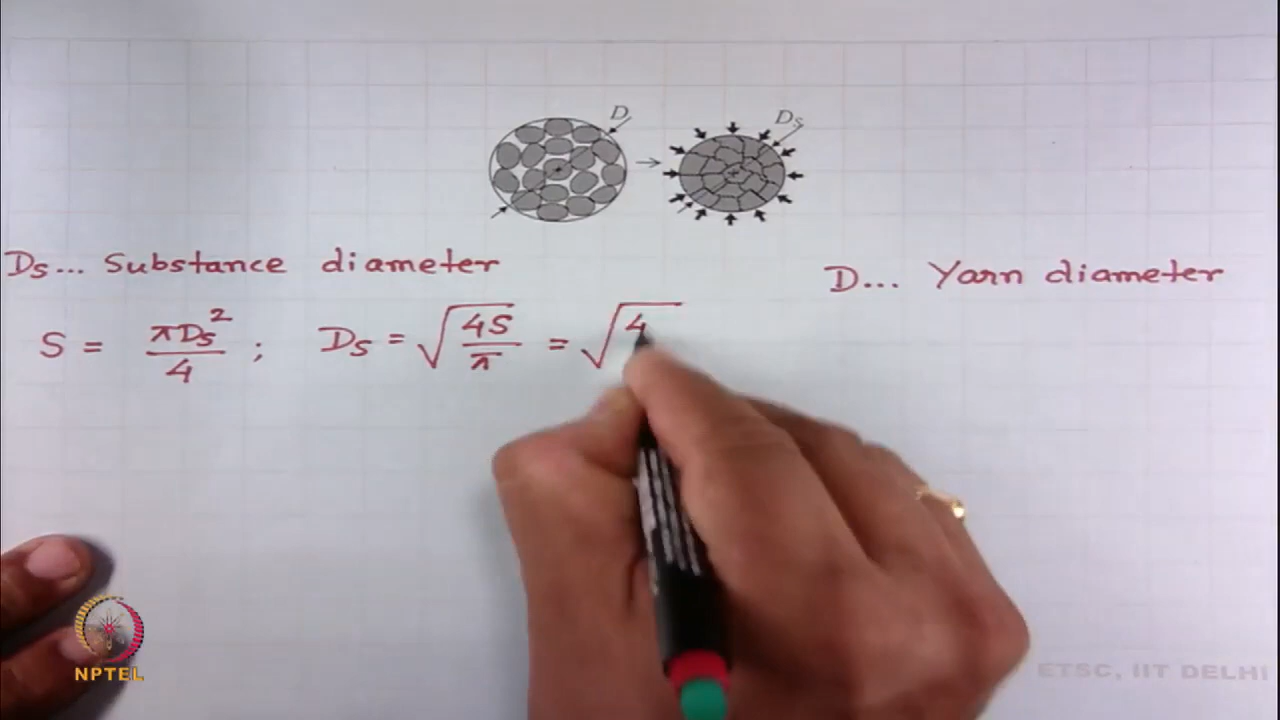 D Ds
Ds... Substance diameter
D... Yarn diameter
S = πDs²/4 ; Ds = √(4S/π) = √(4
NPTEL
ETSC, IIT DELHI